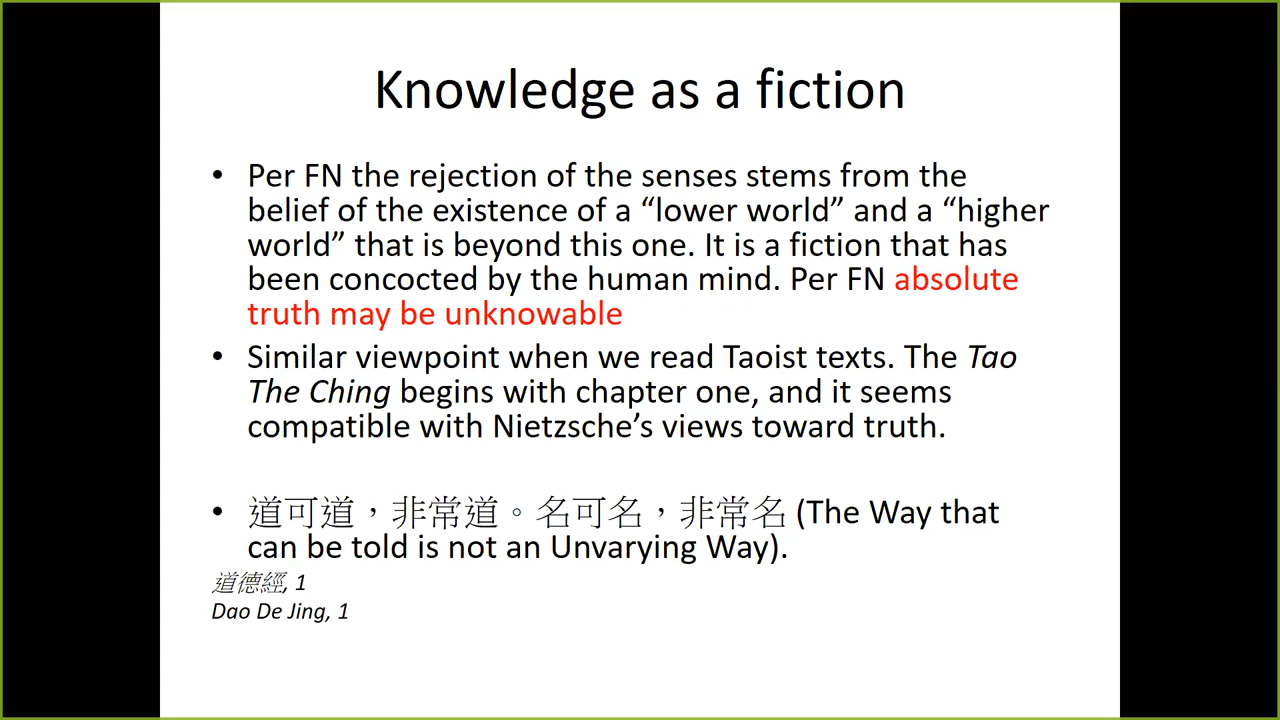 Knowledge as a fiction
• Per FN the rejection of the senses stems from the
belief of the existence of a “lower world” and a “higher
world” that is beyond this one. It is a fiction that has
been concocted by the human mind. Per FN absolute
truth may be unknowable
• Similar viewpoint when we read Taoist texts. The Tao
The Ching begins with chapter one, and it seems
compatible with Nietzsche’s views toward truth.
• 道可道，非常道。名可名，非常名 (The Way that
can be told is not an Unvarying Way).
道德經, 1
Dao De Jing, 1